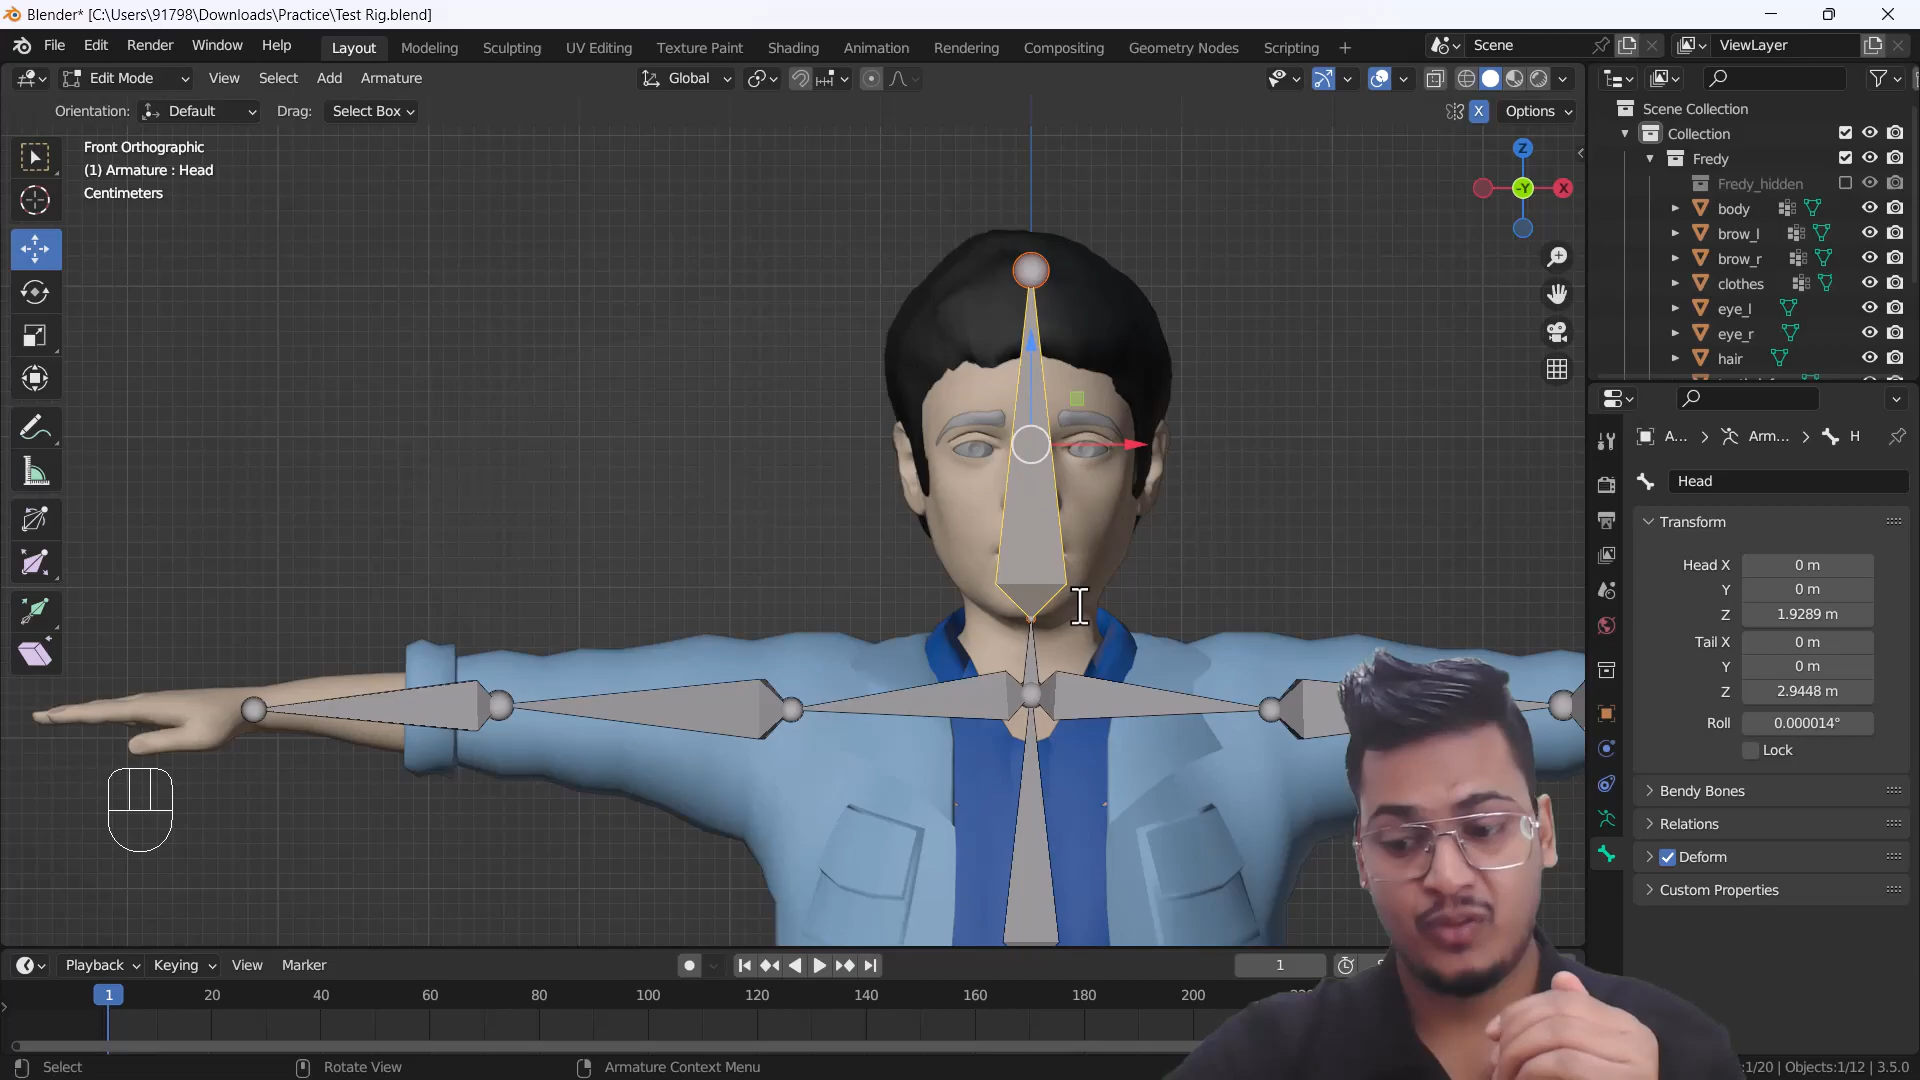 Blender* [C:\Users\91798\Downloads\Practice\Test Rig.blend]
File Edit Render Window Help Layout Modeling Sculpting UV Editing Texture Paint Shading Animation Rendering Compositing Geometry Nodes Scripting + Scene ViewLayer
Edit Mode View Select Add Armature Global
Orientation: Default Drag: Select Box X Options
Front Orthographic
(1) Armature : Head
Centimeters
Z
-Y
X
Scene Collection
Collection
Fredy
Fredy_hidden
body
brow_l
brow_r
clothes
eye_l
eye_r
hair
A... Arm... H
Head
Transform
Head X 0 m
Y 0 m
Z 1.9289 m
Tail X 0 m
Y 0 m
Z 2.9448 m
Roll 0.000014°
Lock
Bendy Bones
Relations
Deform
Custom Properties
Playback Keying View Marker 1
1 20 40 60 80 100 120 140 160 180 200
Select Rotate View Armature Context Menu :1/20 | Objects:1/12 | 3.5.0